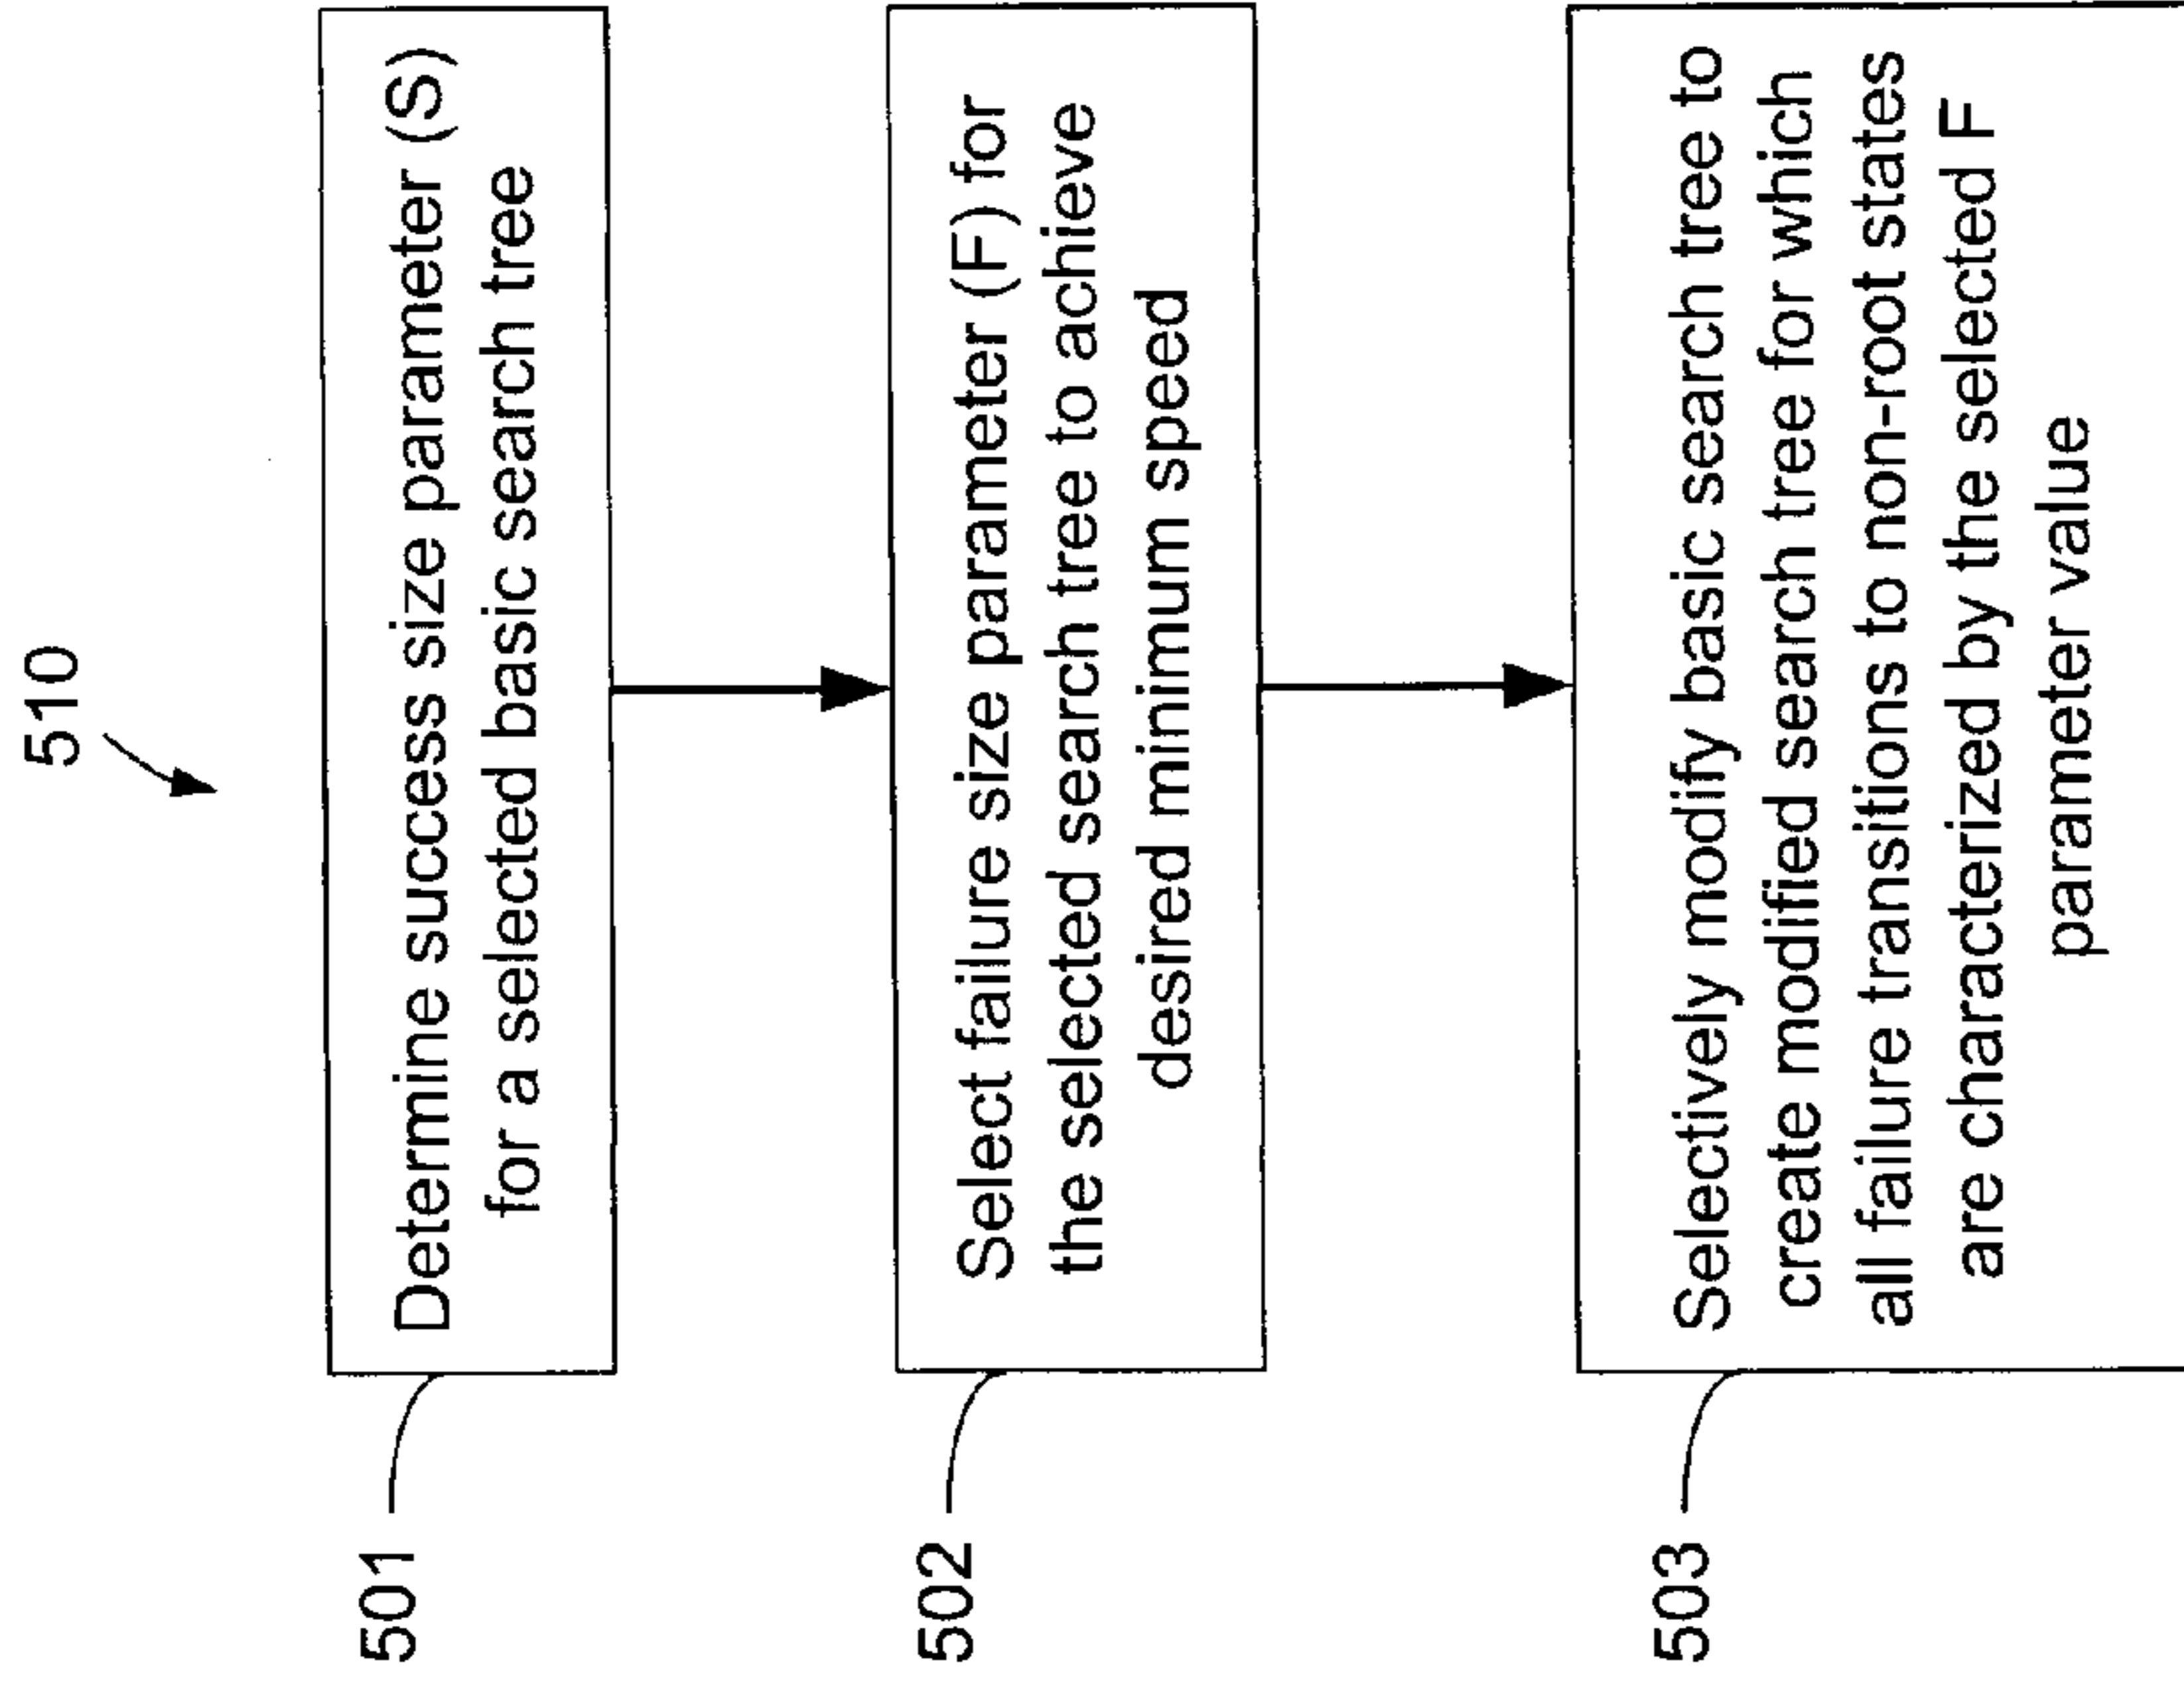 510
501
Determine success size parameter (S)
for a selected basic search tree
502
Select failure size parameter (F) for
the selected search tree to achieve
desired minimum speed
503
Selectively modify basic search tree to
create modified search tree for which
all failure transitions to non-root states
are characterized by the selected F
parameter value